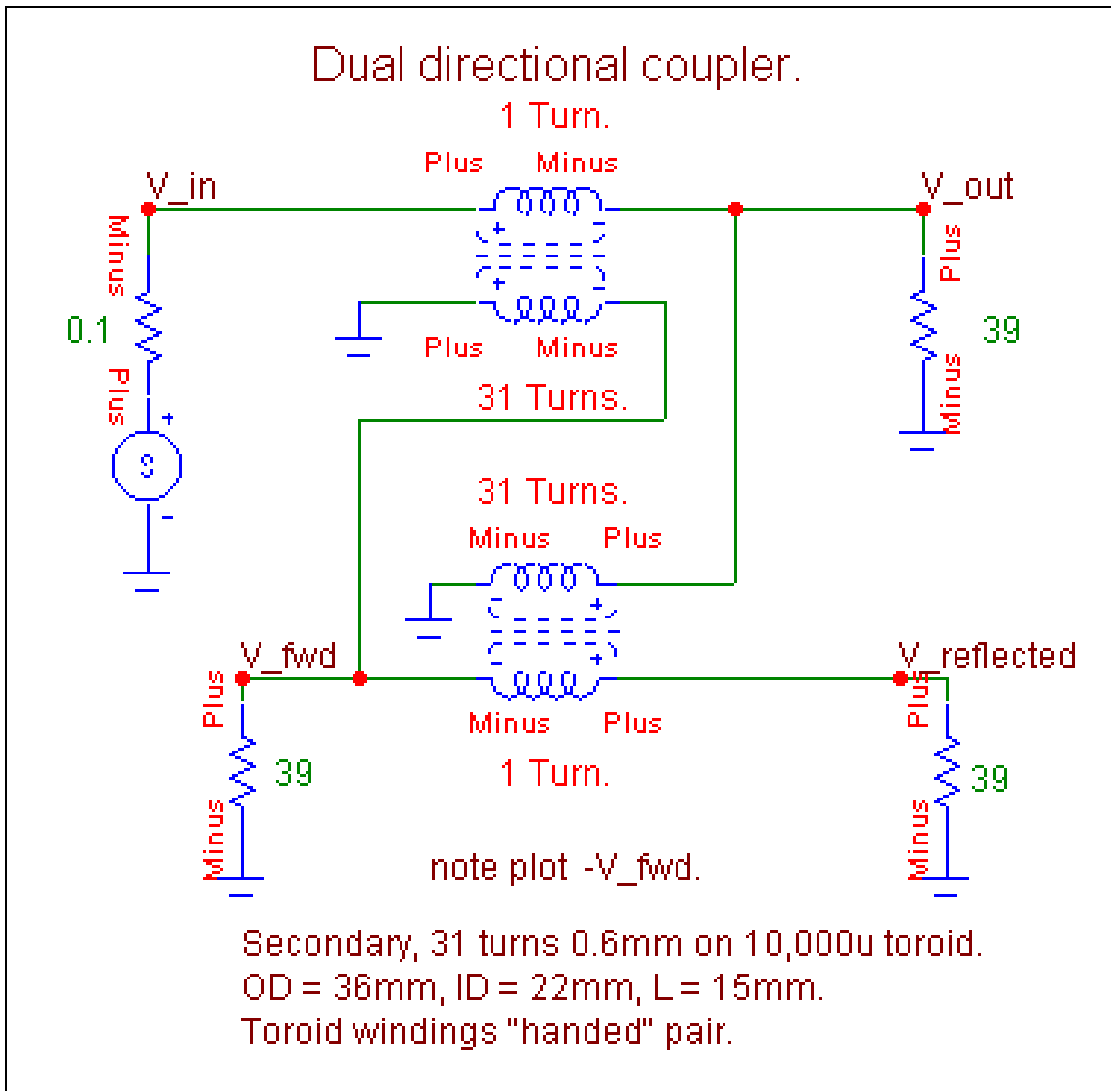 Dual directional coupler.
1 Turn.
Plus Minus
V_in
V_out
Minus
Plus
+
+
0.1
39
Plus Minus
Plus
Minus
31 Turns.
+
S
-
31 Turns.
Minus Plus
- +
- +
V_fwd
V_reflected
Plus
Plus
Minus Plus
39
1 Turn.
39
Minus
Minus
note plot -V_fwd.
Secondary, 31 turns 0.6mm on 10,000u toroid.
OD = 36mm, ID = 22mm, L = 15mm.
Toroid windings "handed" pair.